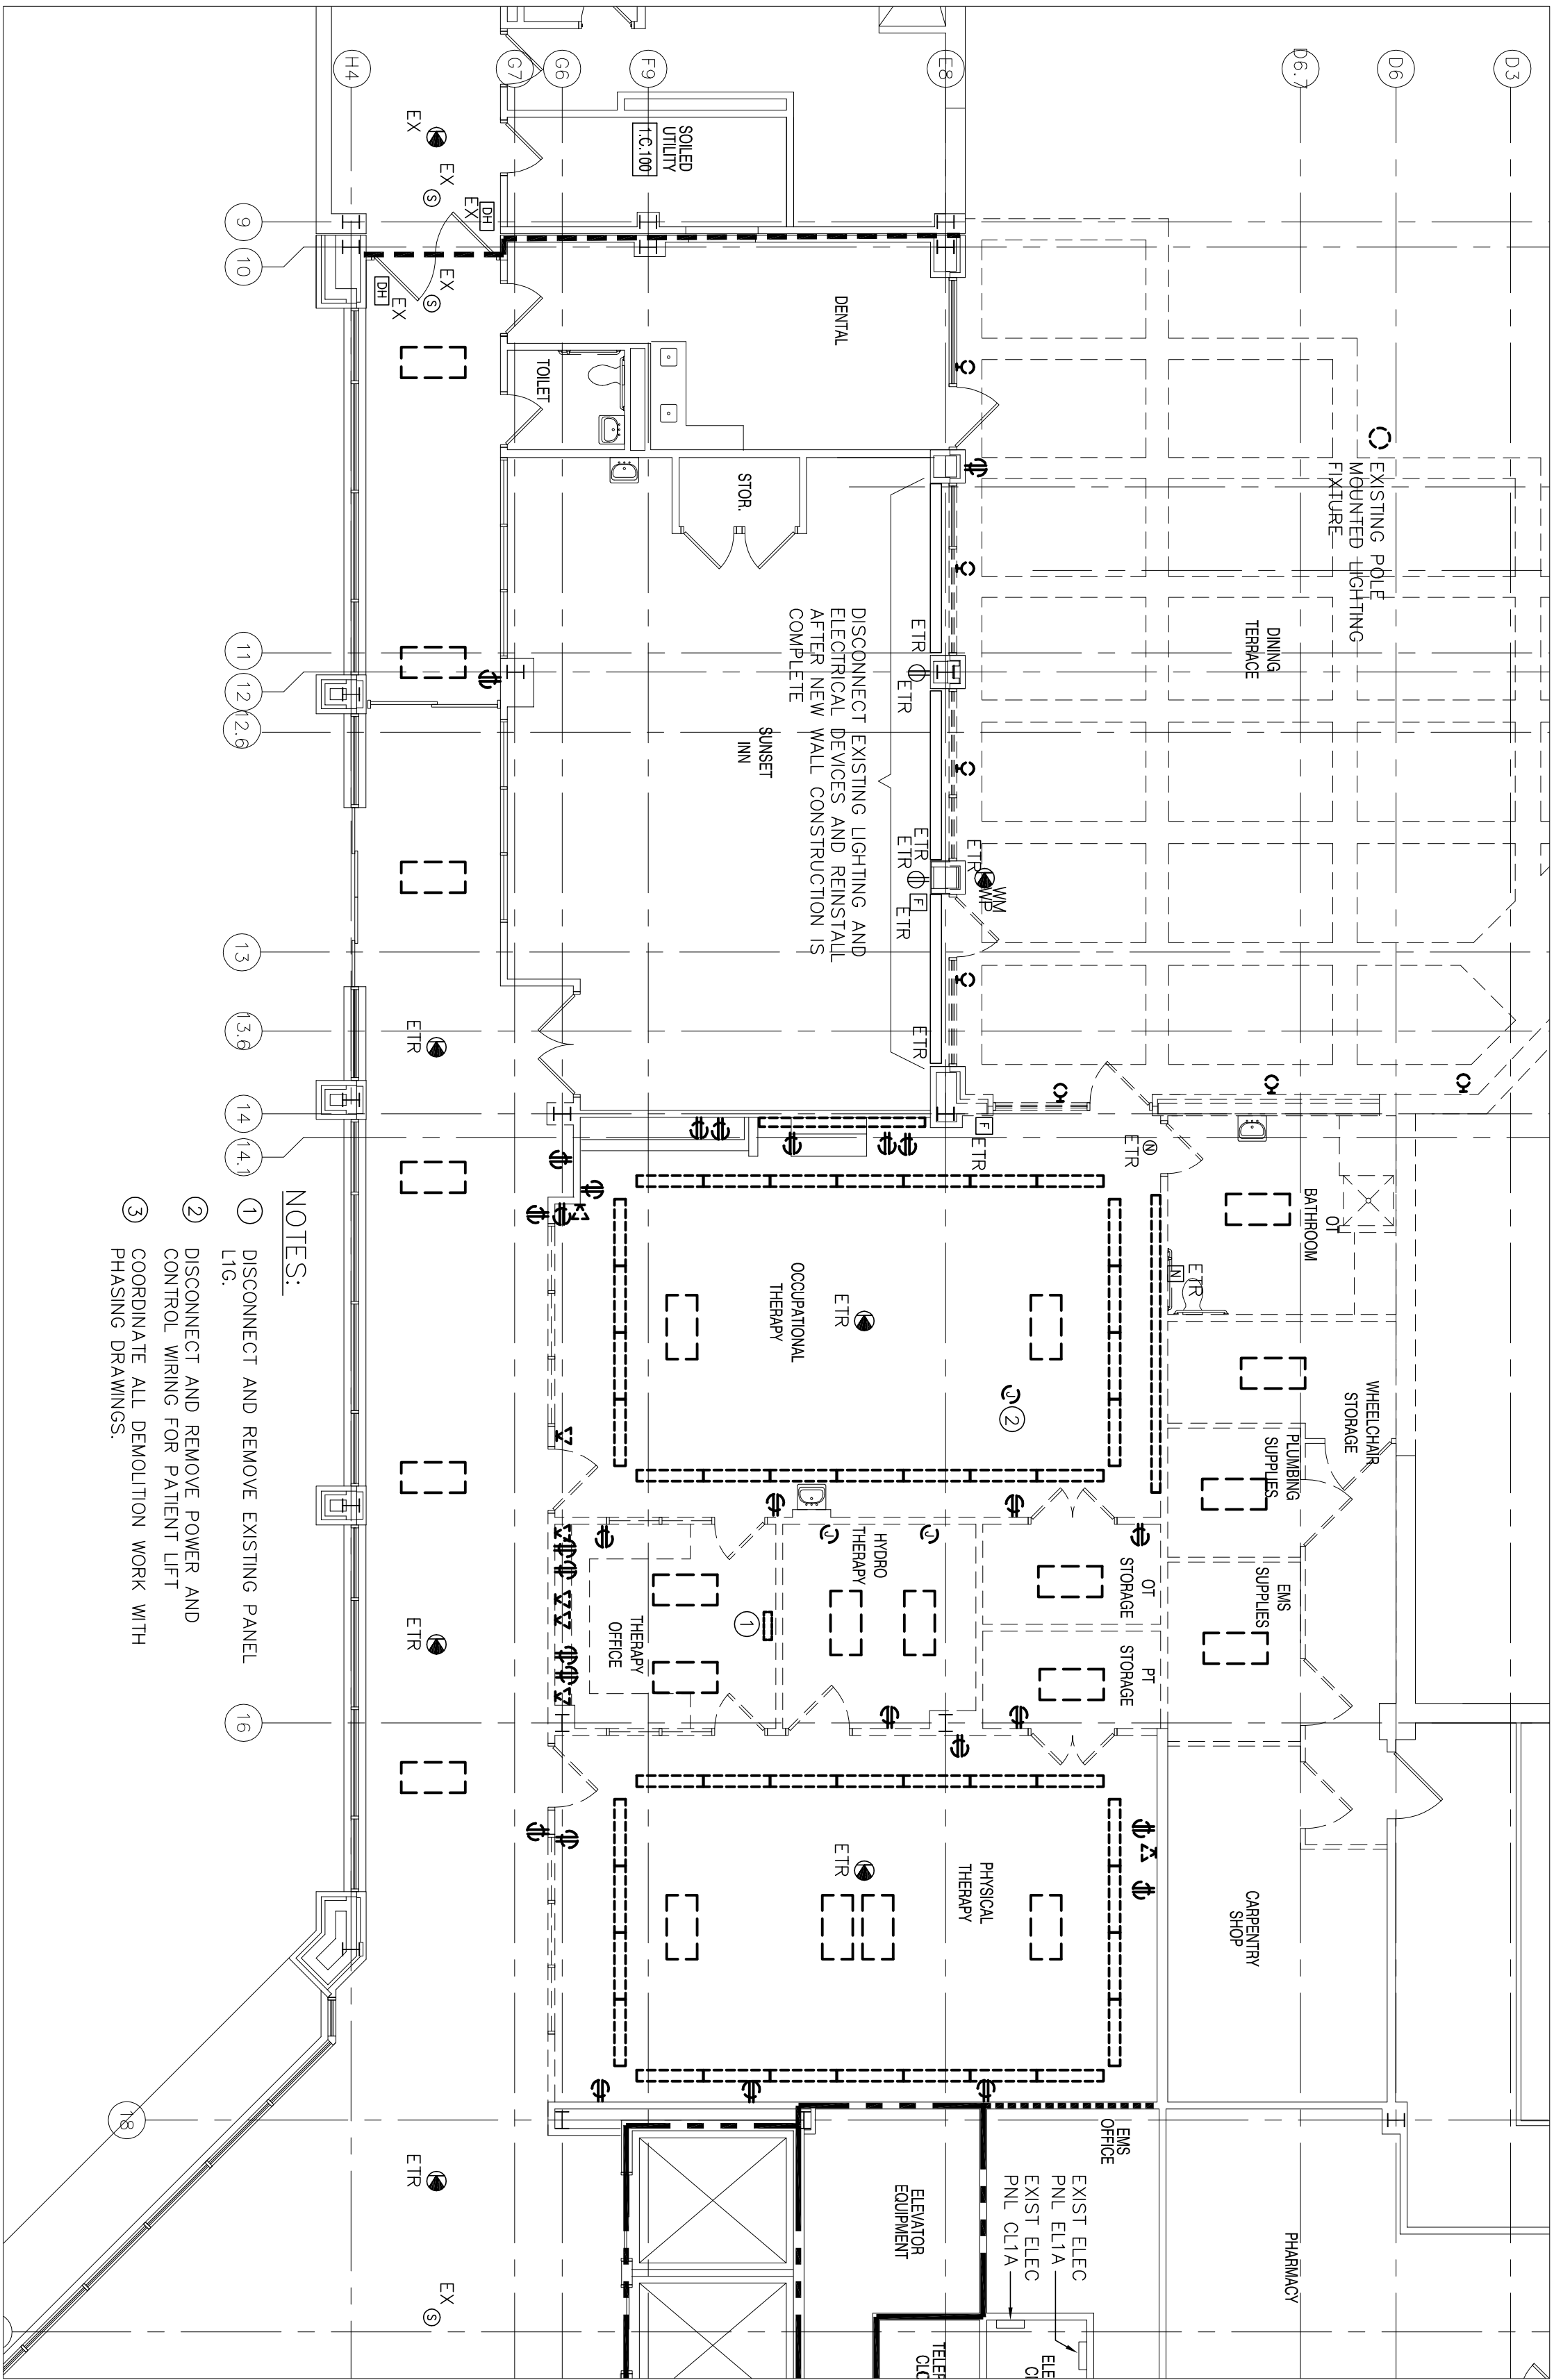 H4
G7
G6
F9
E8
D6.7
D6
D3
9
10
11
12
12.6
13
13.6
14
14.1
16
18
EX
EX
S
EX
DH
EX
S
DH
EX
SOILED
UTILITY
1.C.100
DENTAL
TOILET
STOR.
EXISTING POLE
MOUNTED LIGHTING
FIXTURE
DINING
TERRACE
DISCONNECT EXISTING LIGHTING AND
ELECTRICAL DEVICES AND REINSTALL
AFTER NEW WALL CONSTRUCTION IS
COMPLETE
SUNSET
INN
ETR
ETR
ETR
ETR
ETR
WM
WP
F
ETR
ETR
ETR
F
ETR
N
ETR
OT
BATHROOM
ETR
N
WHEELCHAIR
STORAGE
PLUMBING
SUPPLIES
EMS
SUPPLIES
OCCUPATIONAL
THERAPY
ETR
J
2
HYDRO
THERAPY
J
J
OT
STORAGE
PT
STORAGE
THERAPY
OFFICE
1
ETR
PHYSICAL
THERAPY
ETR
CARPENTRY
SHOP
EMS
OFFICE
ELEVATOR
EQUIPMENT
EXIST ELEC
PNL EL1A
EXIST ELEC
PNL CL1A
PHARMACY
TELEP
CLO
ELE
CL
ETR
EX
S
NOTES:
1 DISCONNECT AND REMOVE EXISTING PANEL
L1G.
2 DISCONNECT AND REMOVE POWER AND
CONTROL WIRING FOR PATIENT LIFT
3 COORDINATE ALL DEMOLITION WORK WITH
PHASING DRAWINGS.